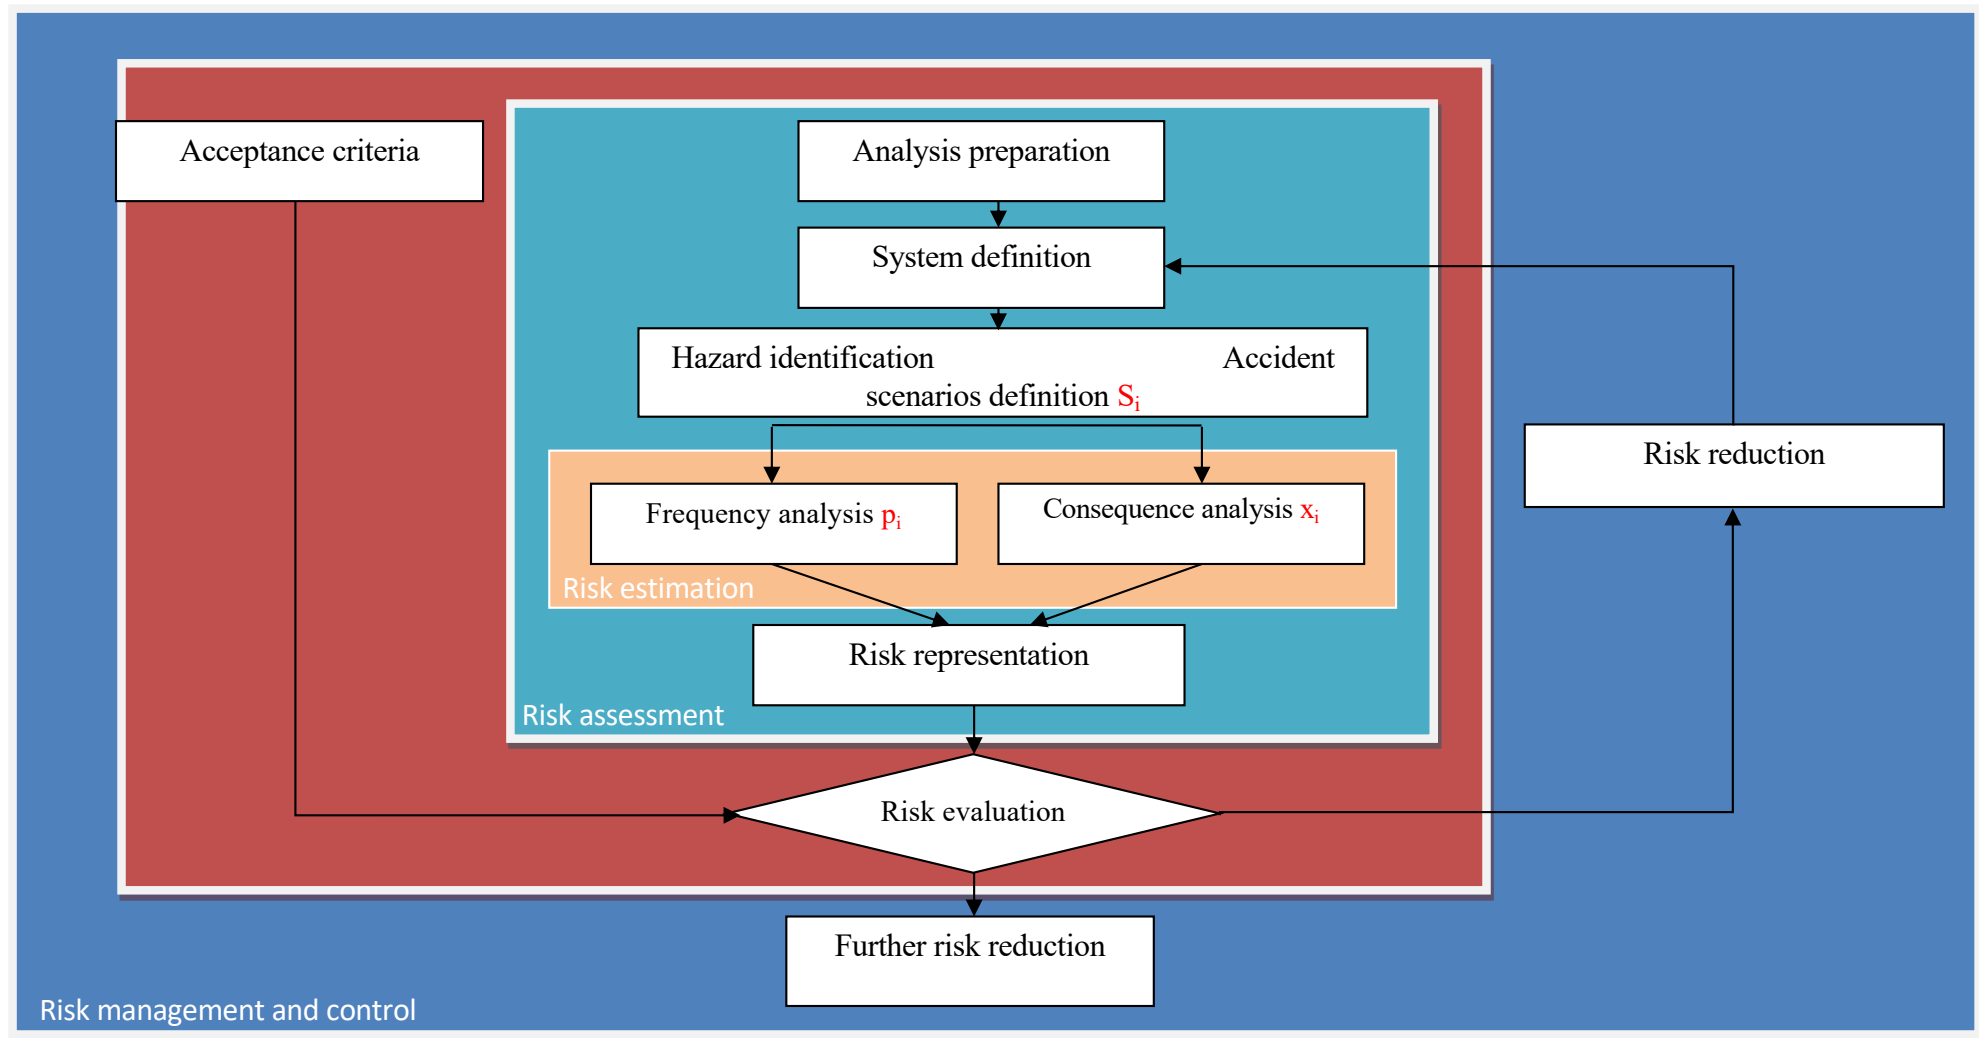 Acceptance criteria
Analysis preparation
System definition
Hazard identification Accident
scenarios definition Si
Risk reduction
Frequency analysis pi
Consequence analysis xi
Risk estimation
Risk representation
Risk assessment
Risk evaluation
Further risk reduction
Risk management and control